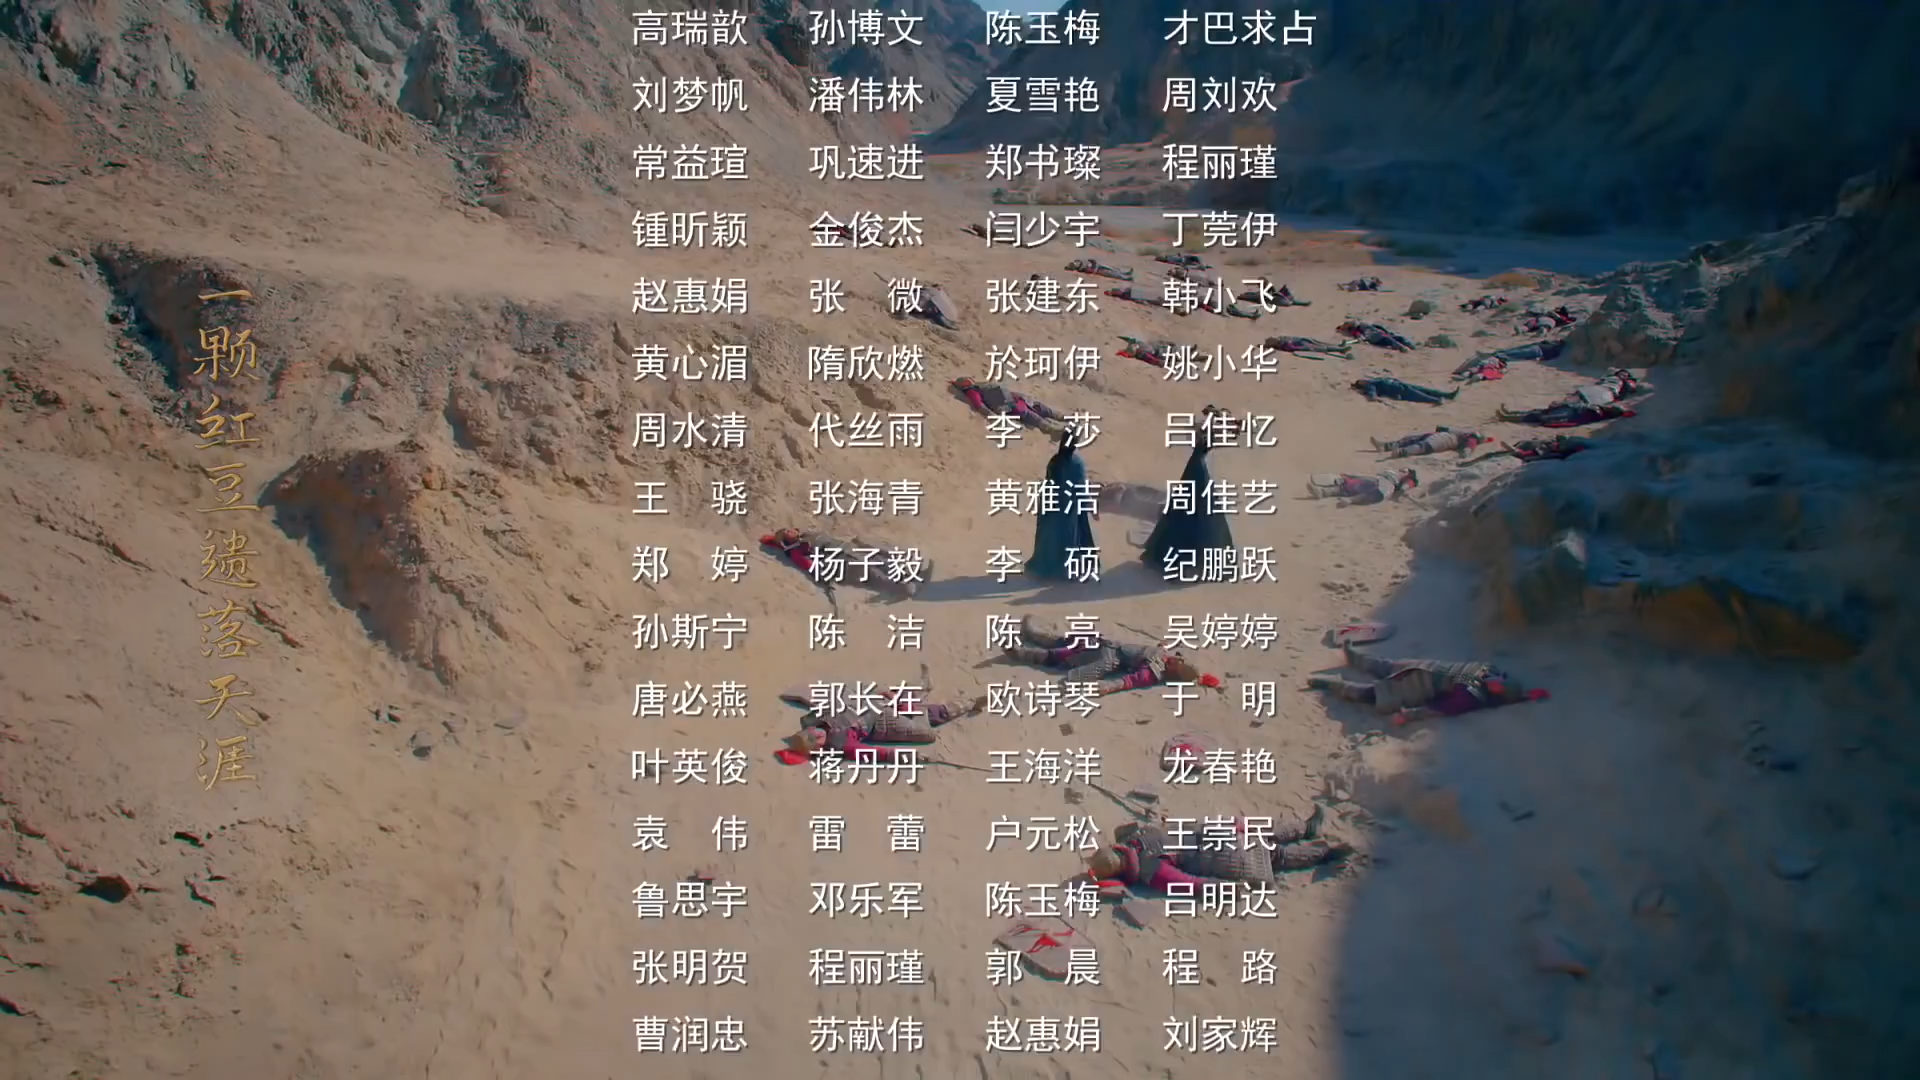 高瑞歆 孙博文 陈玉梅 才巴求占
刘梦帆 潘伟林 夏雪艳 周刘欢
常益瑄 巩速进 郑书璨 程丽瑾
锺昕颖 金俊杰 闫少宇 丁莞伊
赵惠娟 张 微 张建东 韩小飞
黄心湄 隋欣燃 於珂伊 姚小华
周水清 代丝雨 李 莎 吕佳忆
王 骁 张海青 黄雅洁 周佳艺
郑 婷 杨子毅 李 硕 纪鹏跃
孙斯宁 陈 洁 陈 亮 吴婷婷
唐必燕 郭长在 欧诗琴 于 明
叶英俊 蒋丹丹 王海洋 龙春艳
袁 伟 雷 蕾 户元松 王崇民
鲁思宇 邓乐军 陈玉梅 吕明达
张明贺 程丽瑾 郭 晨 程 路
曹润忠 苏献伟 赵惠娟 刘家辉
一颗红豆遗落天涯